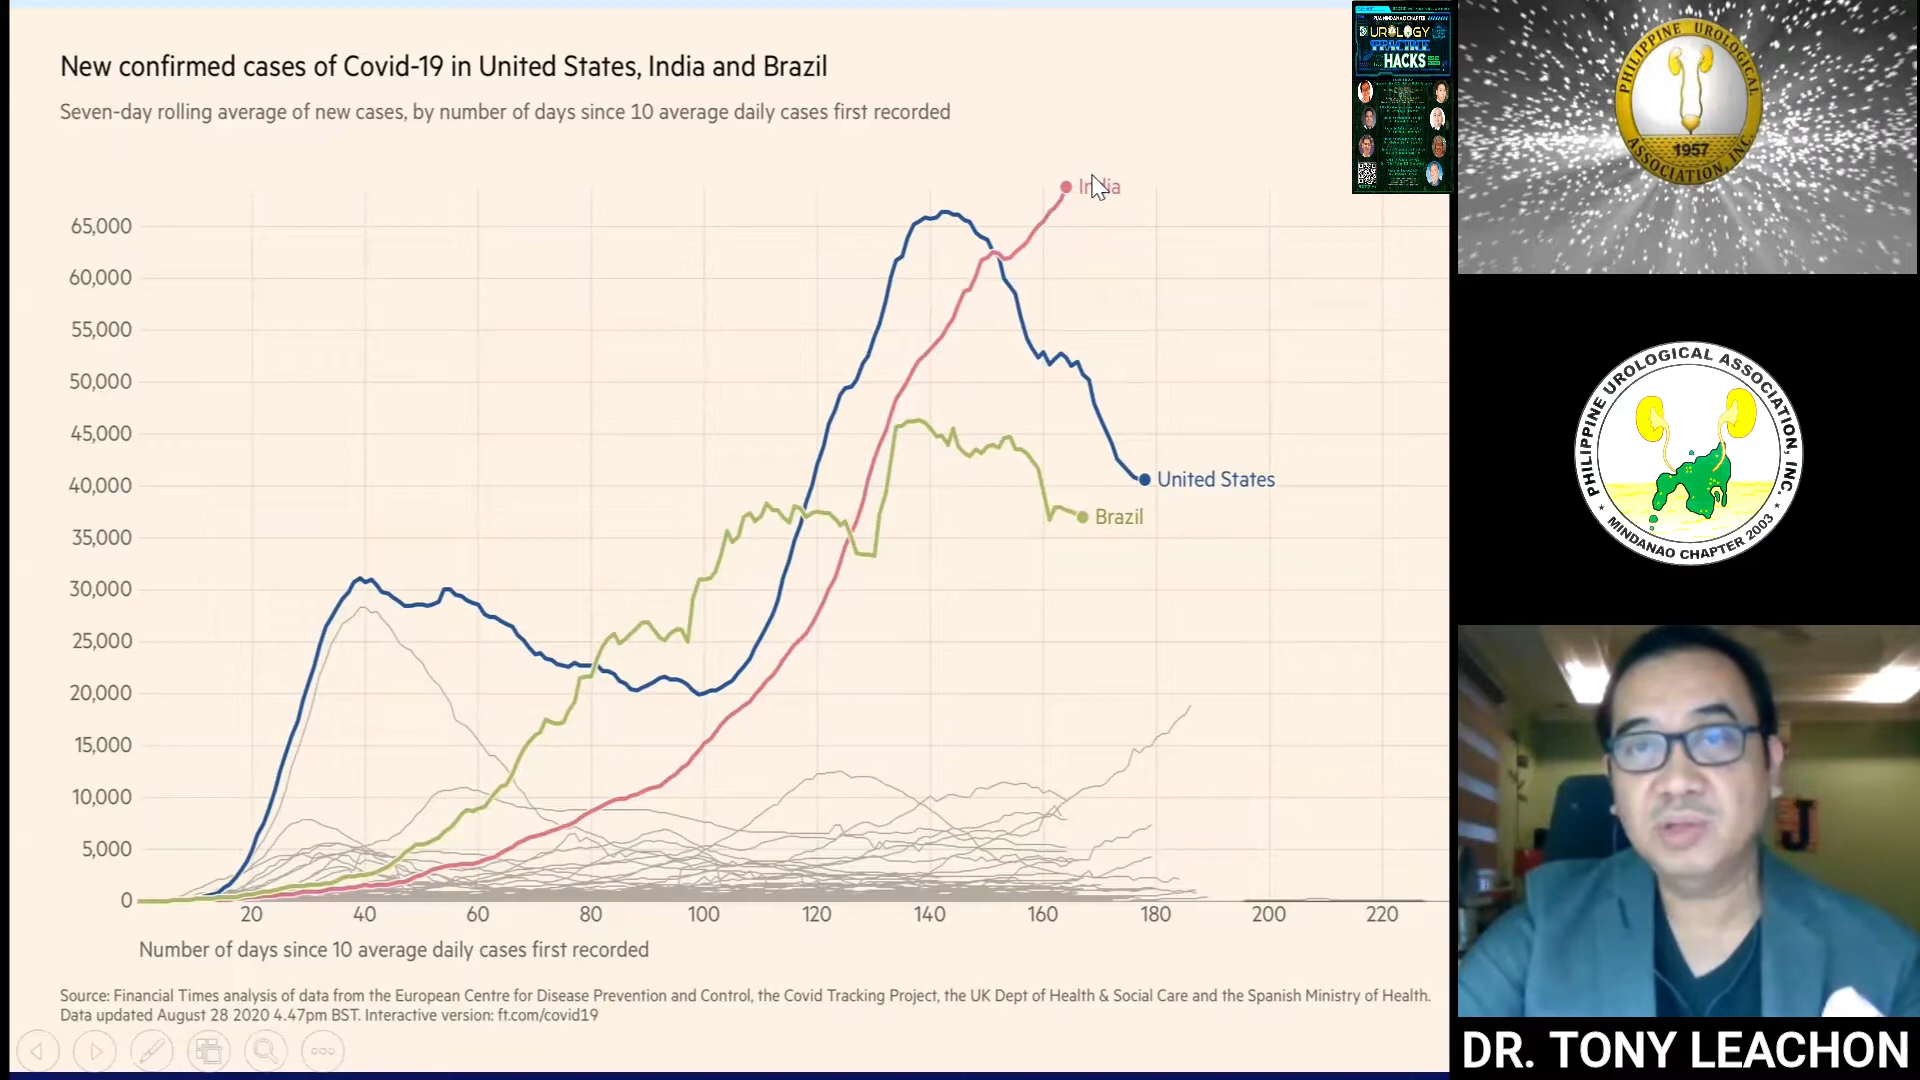 New confirmed cases of Covid-19 in United States, India and Brazil
Seven-day rolling average of new cases, by number of days since 10 average daily cases first recorded
65,000
60,000
55,000
50,000
45,000
40,000
35,000
30,000
25,000
20,000
15,000
10,000
5,000
0
India
United States
Brazil
20 40 60 80 100 120 140 160 180 200 220
Number of days since 10 average daily cases first recorded
Source: Financial Times analysis of data from the European Centre for Disease Prevention and Control, the Covid Tracking Project, the UK Dept of Health & Social Care and the Spanish Ministry of Health.
Data updated August 28 2020 4.47pm BST. Interactive version: ft.com/covid19
PUA MINDANAO CHAPTER
UROLOGY
PRACTICE
HACKS
PHILIPPINE UROLOGICAL
ASSOCIATION, INC.
1957
PHILIPPINE UROLOGICAL ASSOCIATION, INC.
MINDANAO CHAPTER 2003
DR. TONY LEACHON